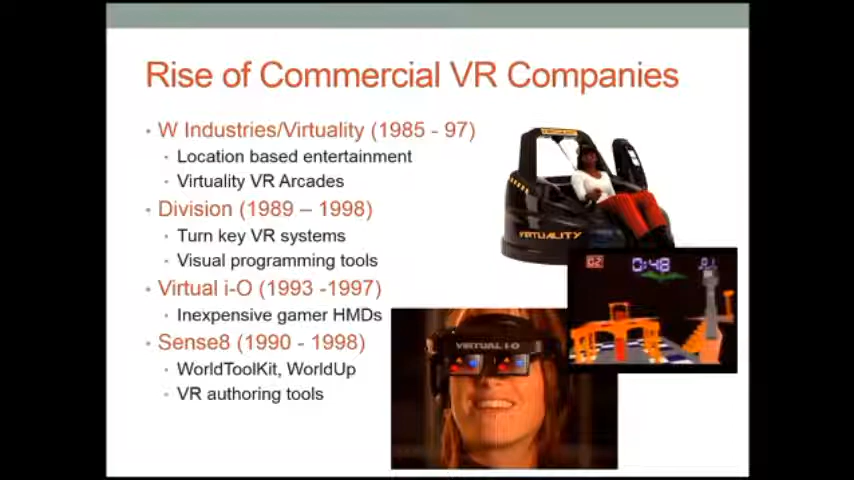 Rise of Commercial VR Companies
• W Industries/Virtuality (1985 - 97)
• Location based entertainment
• Virtuality VR Arcades
• Division (1989 – 1998)
• Turn key VR systems
• Visual programming tools
• Virtual i-O (1993 -1997)
• Inexpensive gamer HMDs
• Sense8 (1990 - 1998)
• WorldToolKit, WorldUp
• VR authoring tools
VIRTUALITY
0:48
VIRTUAL I-O